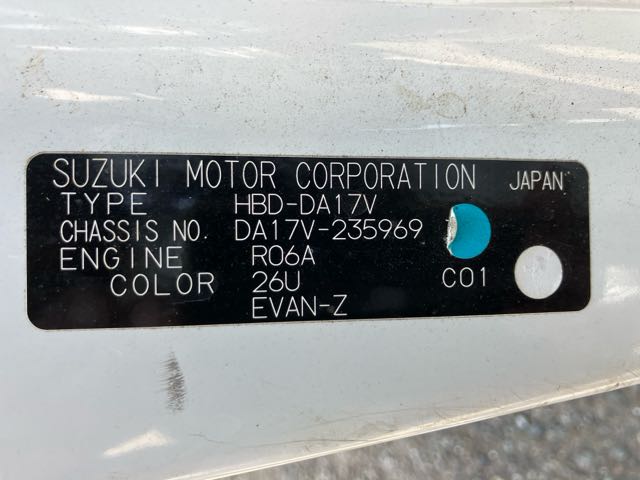 SUZUKI MOTOR CORPORATION JAPAN
TYPE HBD-DA17V
CHASSIS NO. DA17V-235969
ENGINE R06A
COLOR 26U C01
EVAN-Z